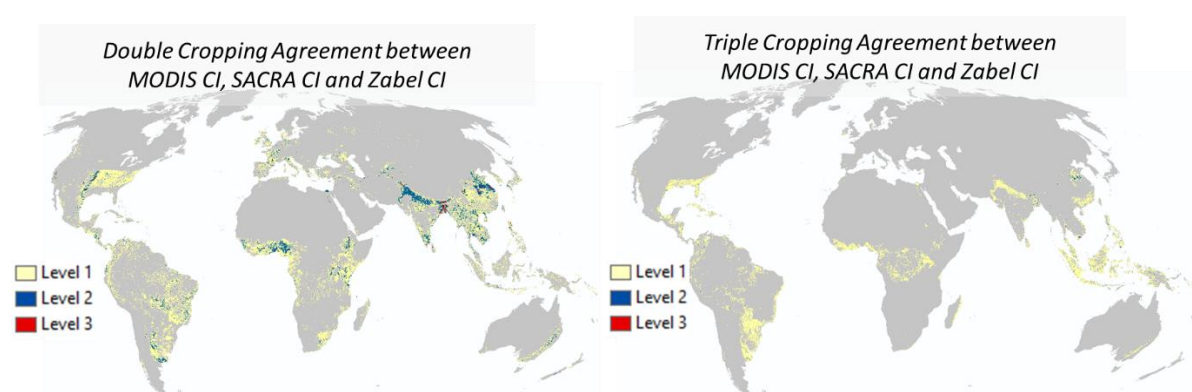 Double Cropping Agreement between
MODIS CI, SACRA CI and Zabel CI
Level 1
Level 2
Level 3
Triple Cropping Agreement between
MODIS CI, SACRA CI and Zabel CI
Level 1
Level 2
Level 3